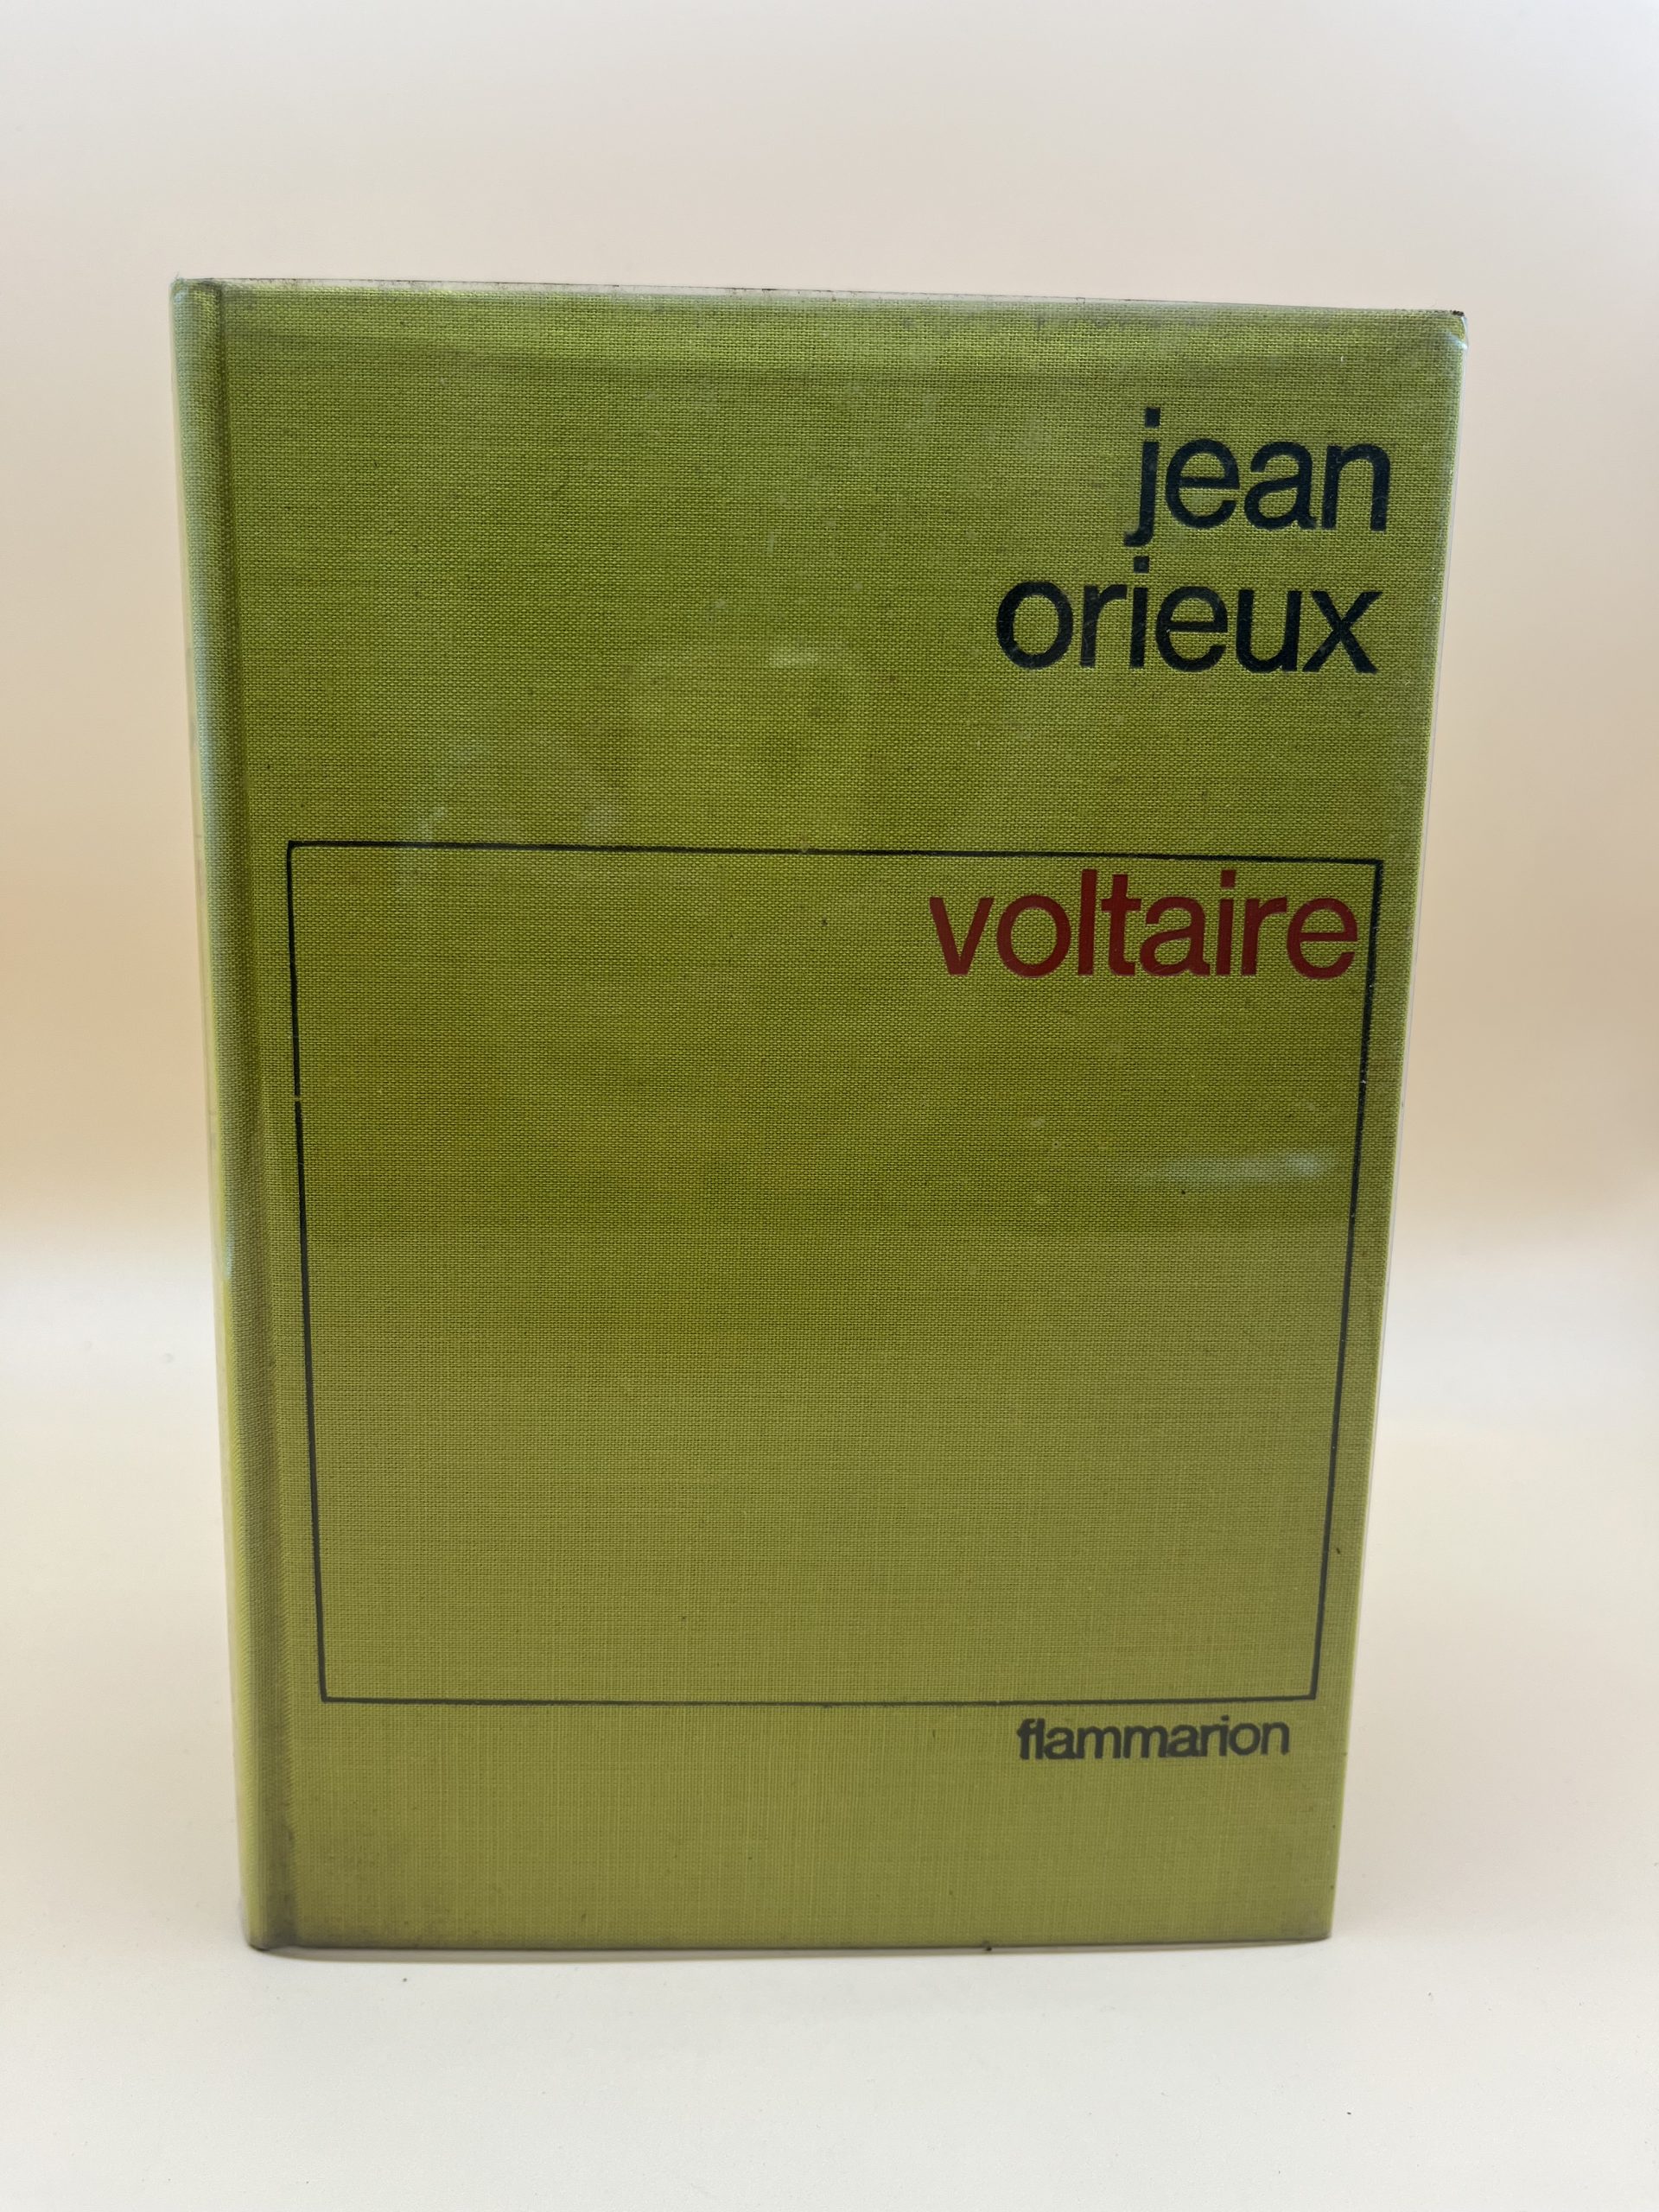 jean
orieux
voltaire
flammarion